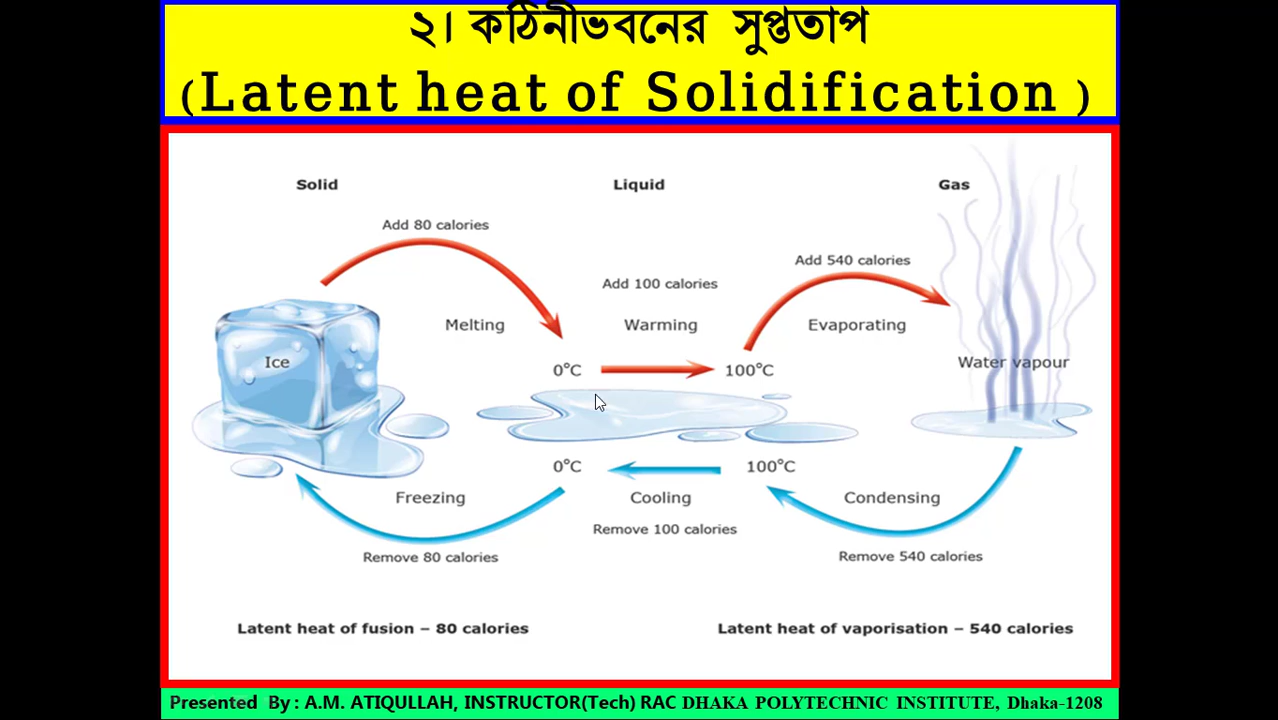 ২। কঠিনীভবনের সুপ্ততাপ
(Latent heat of Solidification )
Solid Liquid Gas
Add 80 calories
Add 540 calories
Add 100 calories
Melting Warming Evaporating
Ice
0°C 100°C
Water vapour
0°C 100°C
Freezing Cooling Condensing
Remove 100 calories
Remove 80 calories
Remove 540 calories
Latent heat of fusion – 80 calories
Latent heat of vaporisation – 540 calories
Presented By : A.M. ATIQULLAH, INSTRUCTOR(Tech) RAC DHAKA POLYTECHNIC INSTITUTE, Dhaka-1208